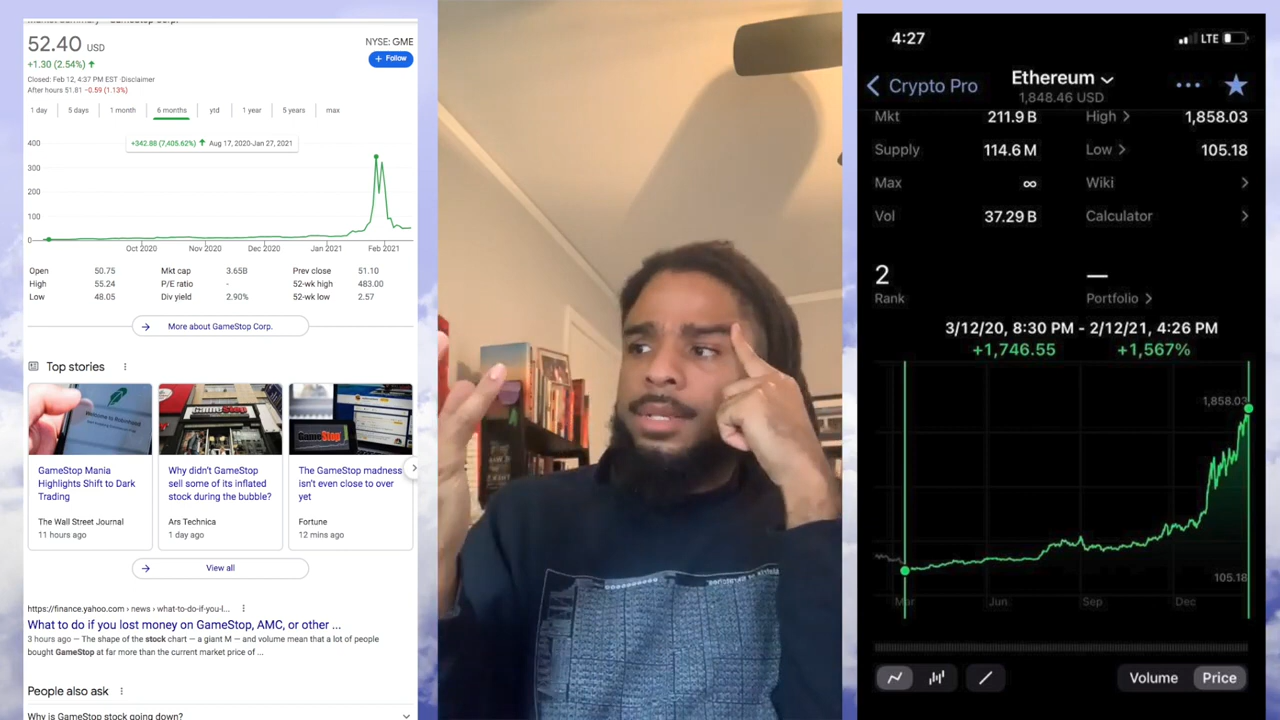 GameStop Corp.
52.40 USD
NYSE: GME
+1.30 (2.54%) ↑
+ Follow
Closed: Feb 12, 4:37 PM EST · Disclaimer
After hours 51.81 −0.59 (1.13%)
1 day 5 days 1 month 6 months ytd 1 year 5 years max
+342.88 (7,405.62%) ↑ Aug 17, 2020-Jan 27, 2021
400
300
200
100
0
Oct 2020 Nov 2020 Dec 2020 Jan 2021 Feb 2021
Open 50.75 Mkt cap 3.65B Prev close 51.10
High 55.24 P/E ratio - 52-wk high 483.00
Low 48.05 Div yield 2.90% 52-wk low 2.57
→ More about GameStop Corp.
Top stories
Welcome to Robinhood
GameStop
GameStop
GameStop Mania
Highlights Shift to Dark
Trading
The Wall Street Journal
11 hours ago
Why didn't GameStop
sell some of its inflated
stock during the bubble?
Ars Technica
1 day ago
The GameStop madness
isn't even close to over
yet
Fortune
12 mins ago
→ View all
https://finance.yahoo.com › news › what-to-do-if-you-l...
What to do if you lost money on GameStop, AMC, or other ...
3 hours ago — The shape of the stock chart — a giant M — and volume mean that a lot of people
bought GameStop at far more than the current market price of ...
People also ask
Why is GameStop stock going down?
4:27
LTE
Crypto Pro
Ethereum
1,848.46 USD
Mkt 211.9 B High > 1,858.03
Supply 114.6 M Low > 105.18
Max ∞ Wiki >
Vol 37.29 B Calculator >
2 —
Rank Portfolio >
3/12/20, 8:30 PM - 2/12/21, 4:26 PM
+1,746.55 +1,567%
1,858.03
105.18
Mar Jun Sep Dec
Volume Price